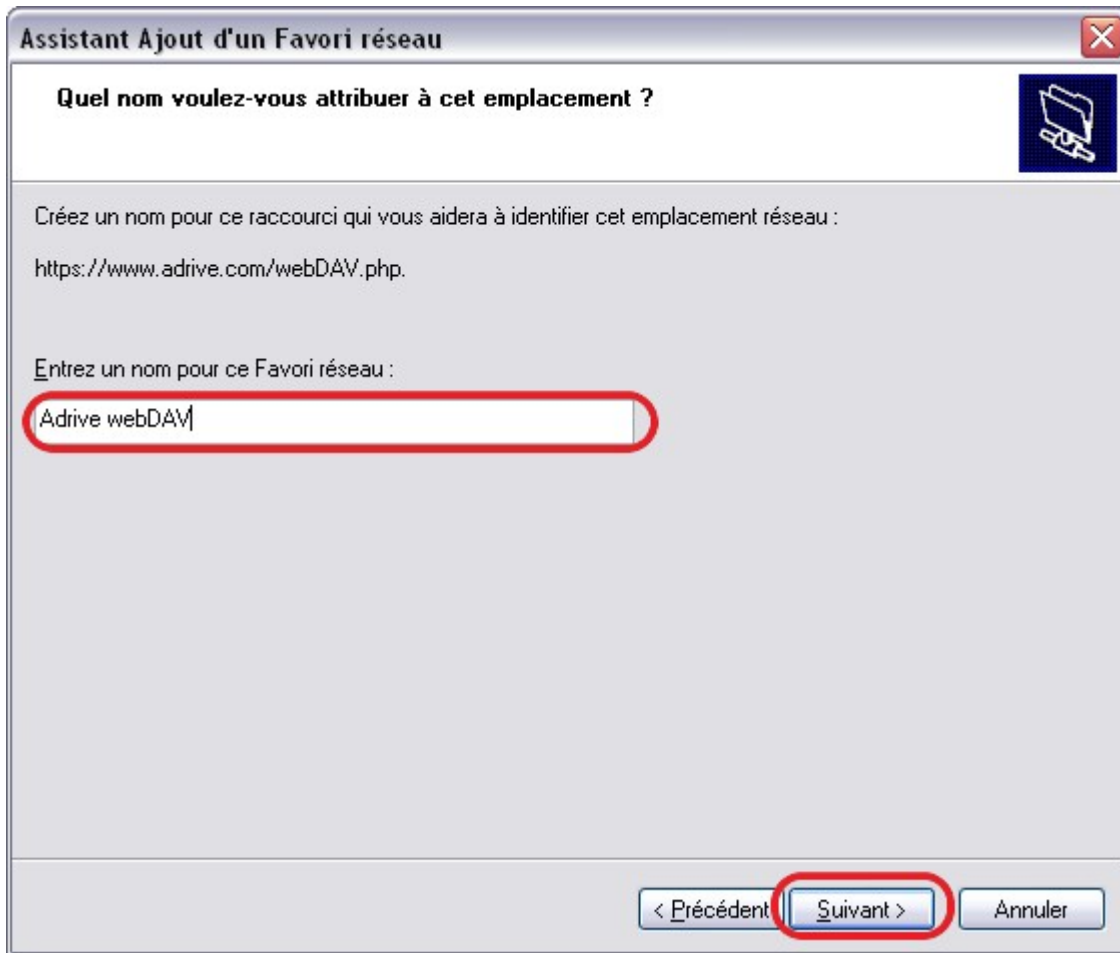 Assistant Ajout d'un Favori réseau
Quel nom voulez-vous attribuer à cet emplacement ?
Créez un nom pour ce raccourci qui vous aidera à identifier cet emplacement réseau :
https://www.adrive.com/webDAV.php.
Entrez un nom pour ce Favori réseau :
Adrive webDAV
< Précédent
Suivant >
Annuler